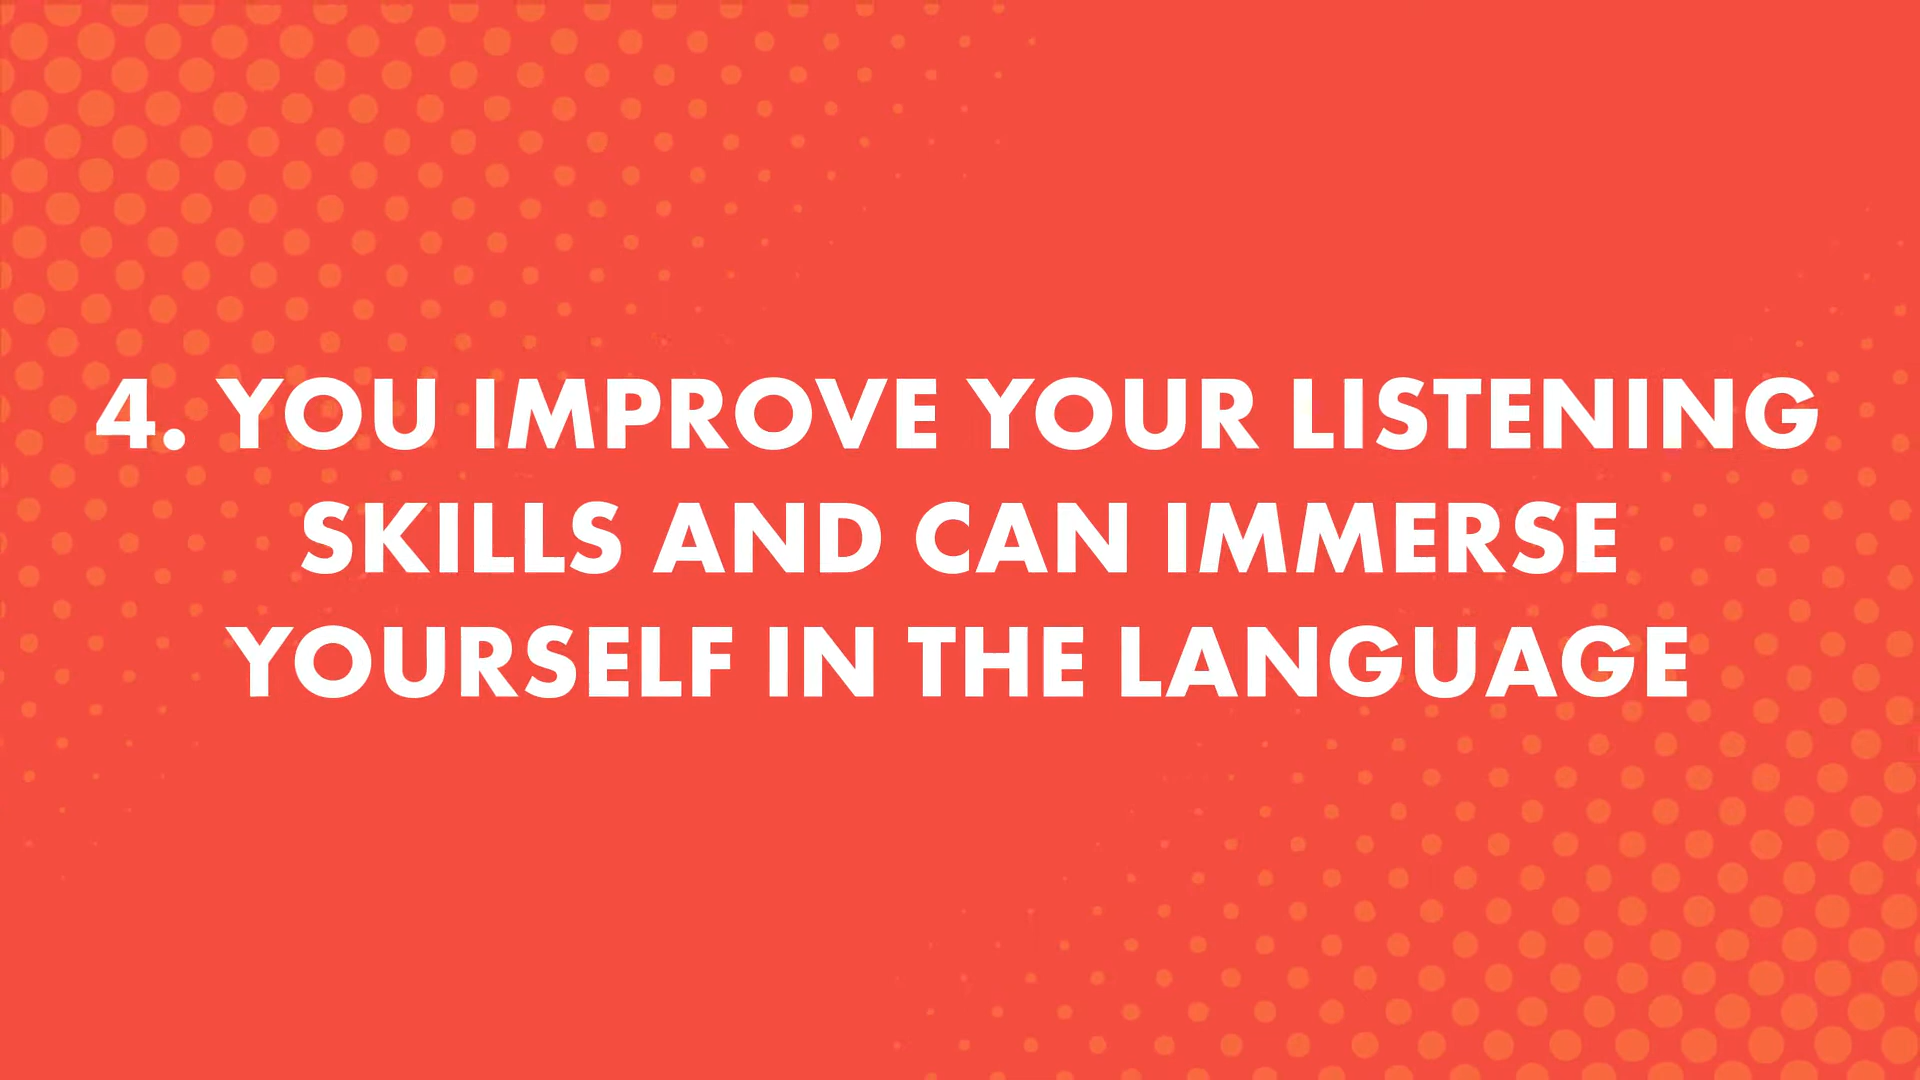 4. YOU IMPROVE YOUR LISTENING
SKILLS AND CAN IMMERSE
YOURSELF IN THE LANGUAGE